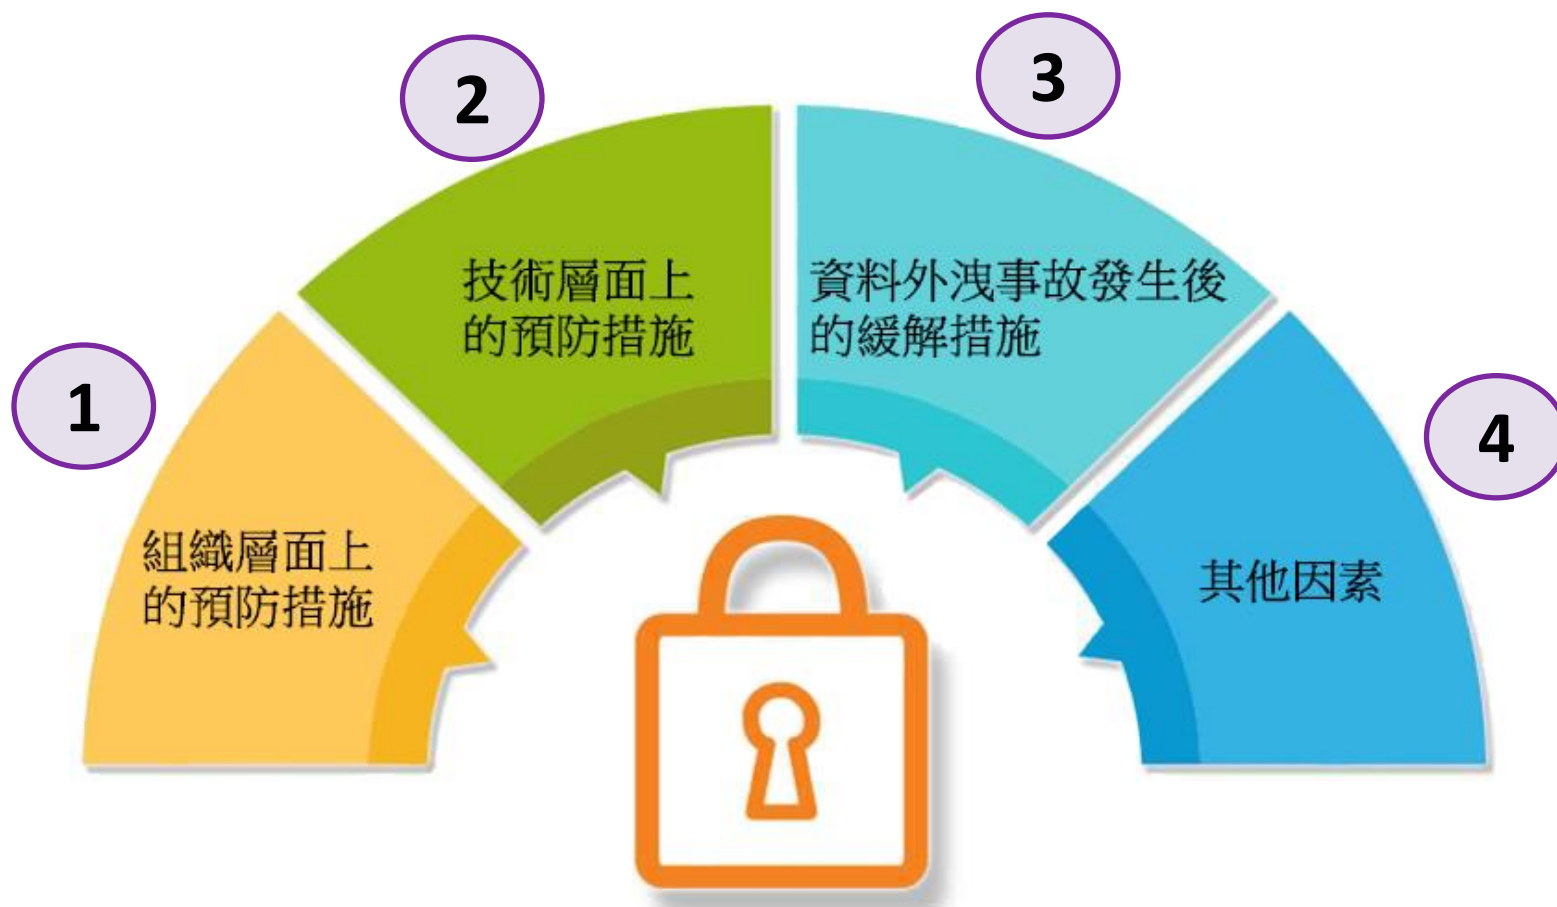 1
組織層面上
的預防措施
2
技術層面上
的預防措施
3
資料外洩事故發生後
的緩解措施
4
其他因素